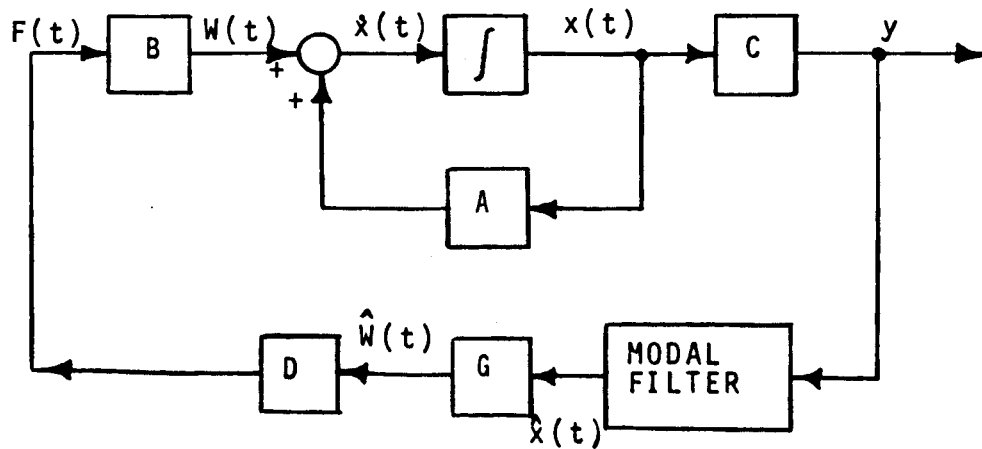 F(t) B W(t) + + ẋ(t) ∫ x(t) C y
A
D Ŵ(t) G x̂(t) MODAL
FILTER